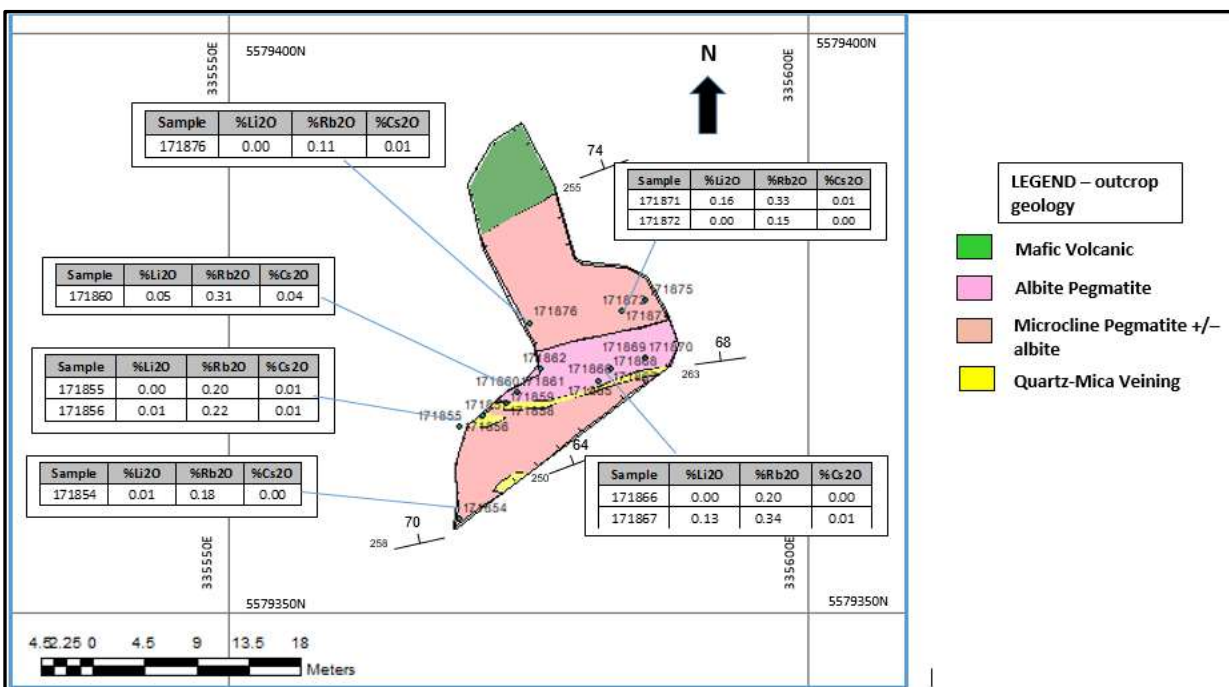 335550E
5579400N
335600E
5579400N
N
Sample %Li2O %Rb2O %Cs2O
171876 0.00 0.11 0.01
74
255
Sample %Li2O %Rb2O %Cs2O
171871 0.16 0.33 0.01
171872 0.00 0.15 0.00
LEGEND – outcrop
geology
Mafic Volcanic
Albite Pegmatite
Microcline Pegmatite +/–
albite
Quartz-Mica Veining
Sample %Li2O %Rb2O %Cs2O
171860 0.05 0.31 0.04
171875
171876
68
263
171862
171869
171870
171868
171860
171861
171859
171858
Sample %Li2O %Rb2O %Cs2O
171855 0.00 0.20 0.01
171856 0.01 0.22 0.01
171855
171856
64
250
Sample %Li2O %Rb2O %Cs2O
171854 0.01 0.18 0.00
171854
Sample %Li2O %Rb2O %Cs2O
171866 0.00 0.20 0.00
171867 0.13 0.34 0.01
70
258
335550E
335600E
5579350N
5579350N
4.5 2.25 0 4.5 9 13.5 18
Meters